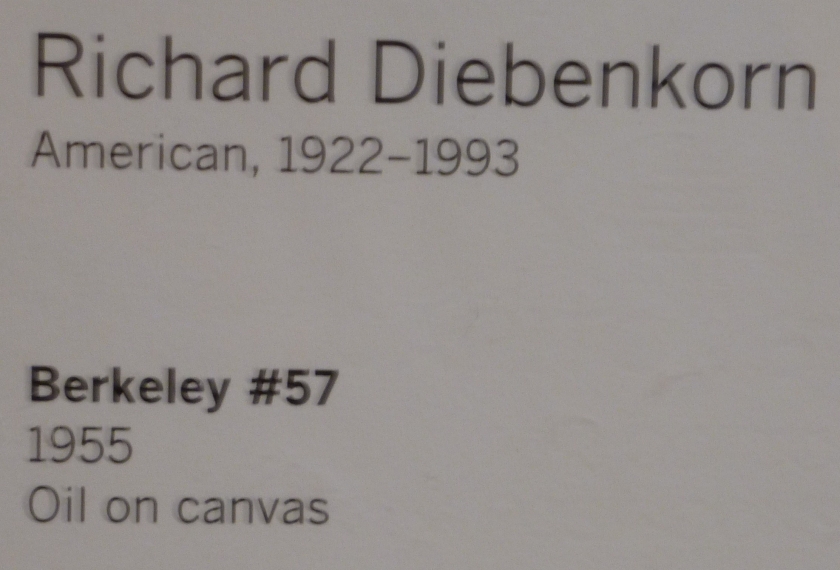 Richard Diebenkorn
American, 1922–1993
Berkeley #57
1955
Oil on canvas